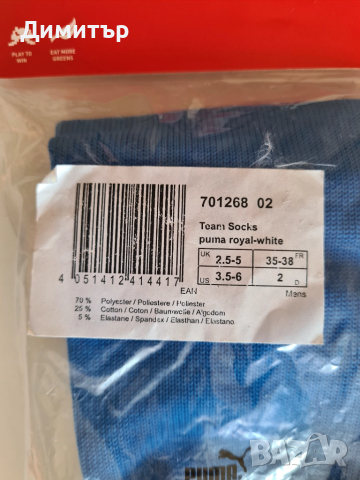 Димитър
PLAY TO WIN
EAT MORE GREENS
701268 02
Team Socks
puma royal-white
UK 2.5-5 35-38 FR
US 3.5-6 2 D
Mens
4 051412 414417
EAN
70 % Polyester / Poliestere / Poliester
25 % Cotton / Coton / Baumwolle / Algodom
5 % Elastane / Spandex / Elasthan / Elastano
PUMA
BAZAR